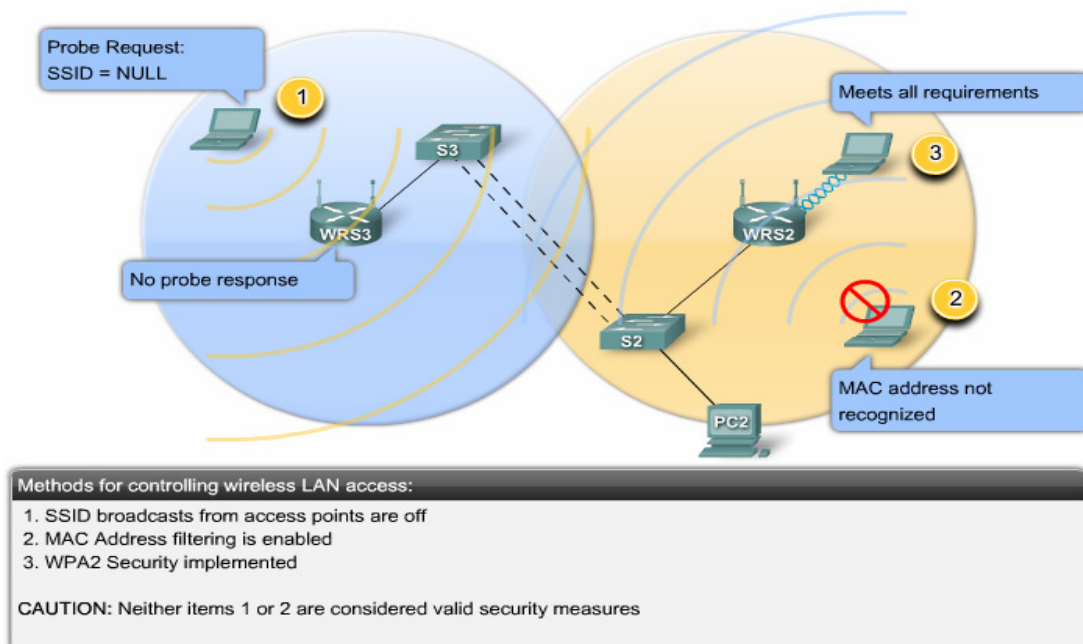 Probe Request:
SSID = NULL
1
S3
Meets all requirements
3
WRS3
WRS2
No probe response
2
S2
MAC address not
recognized
PC2
Methods for controlling wireless LAN access:
1. SSID broadcasts from access points are off
2. MAC Address filtering is enabled
3. WPA2 Security implemented
CAUTION: Neither items 1 or 2 are considered valid security measures